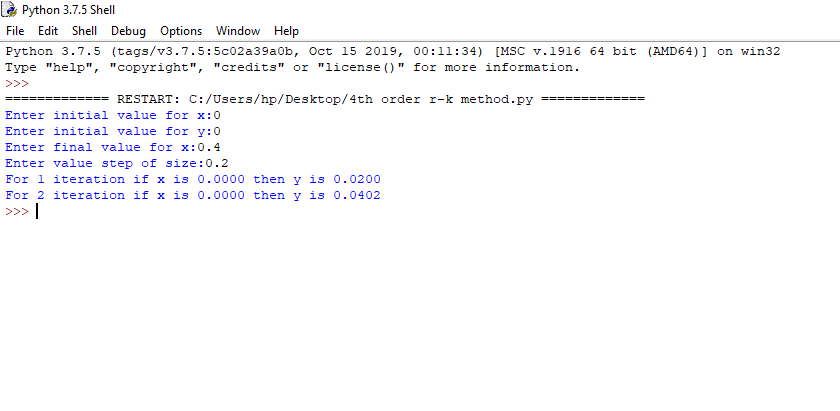 Python 3.7.5 Shell
File Edit Shell Debug Options Window Help
Python 3.7.5 (tags/v3.7.5:5c02a39a0b, Oct 15 2019, 00:11:34) [MSC v.1916 64 bit (AMD64)] on win32
Type "help", "copyright", "credits" or "license()" for more information.
>>>
============= RESTART: C:/Users/hp/Desktop/4th order r-k method.py =============
Enter initial value for x:0
Enter initial value for y:0
Enter final value for x:0.4
Enter value step of size:0.2
For 1 iteration if x is 0.0000 then y is 0.0200
For 2 iteration if x is 0.0000 then y is 0.0402
>>>